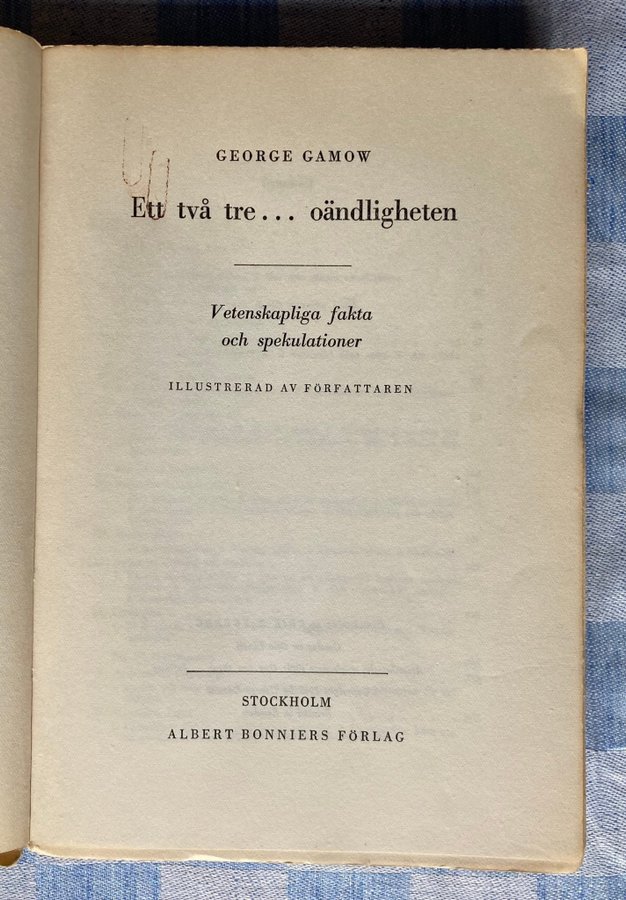 GEORGE GAMOW
Ett två tre... oändligheten
Vetenskapliga fakta
och spekulationer
ILLUSTRERAD AV FÖRFATTAREN
STOCKHOLM
ALBERT BONNIERS FÖRLAG